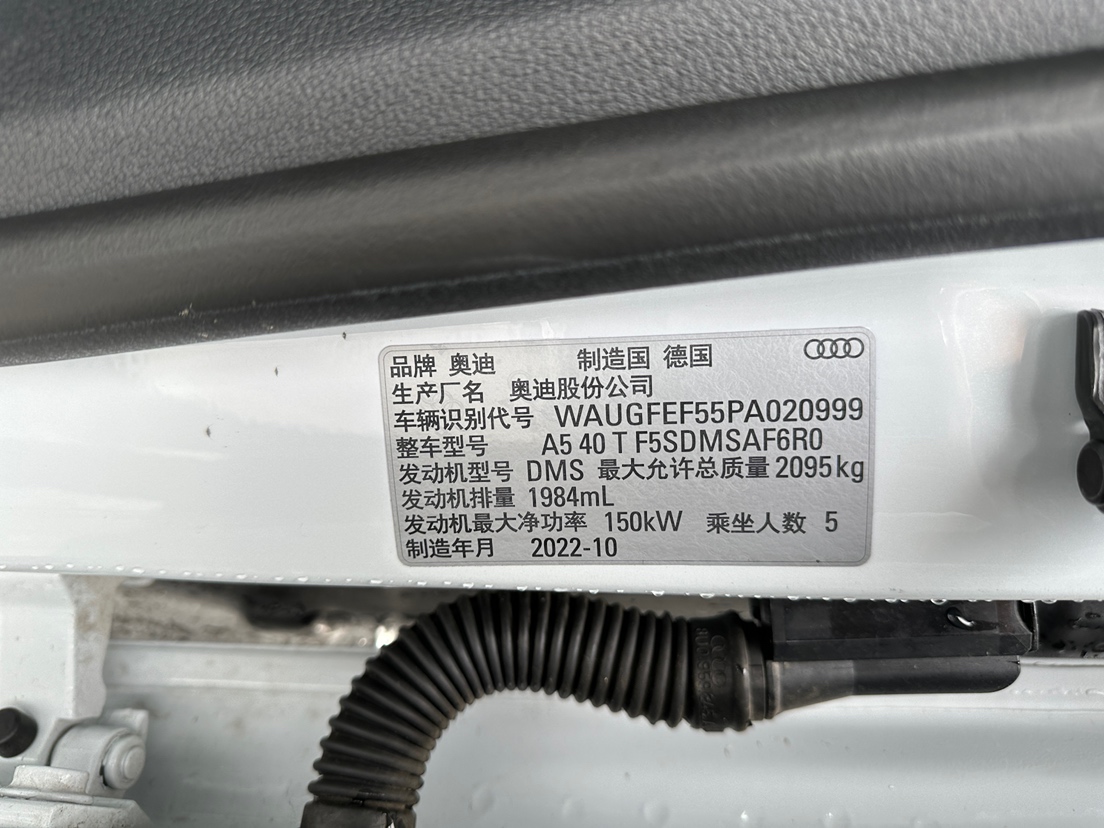 品牌 奥迪 制造国 德国
生产厂名 奥迪股份公司
车辆识别代号 WAUGFEF55PA020999
整车型号 A5 40 T F5SDMSAF6R0
发动机型号 DMS 最大允许总质量 2095kg
发动机排量 1984mL
发动机最大净功率 150kW 乘坐人数 5
制造年月 2022-10